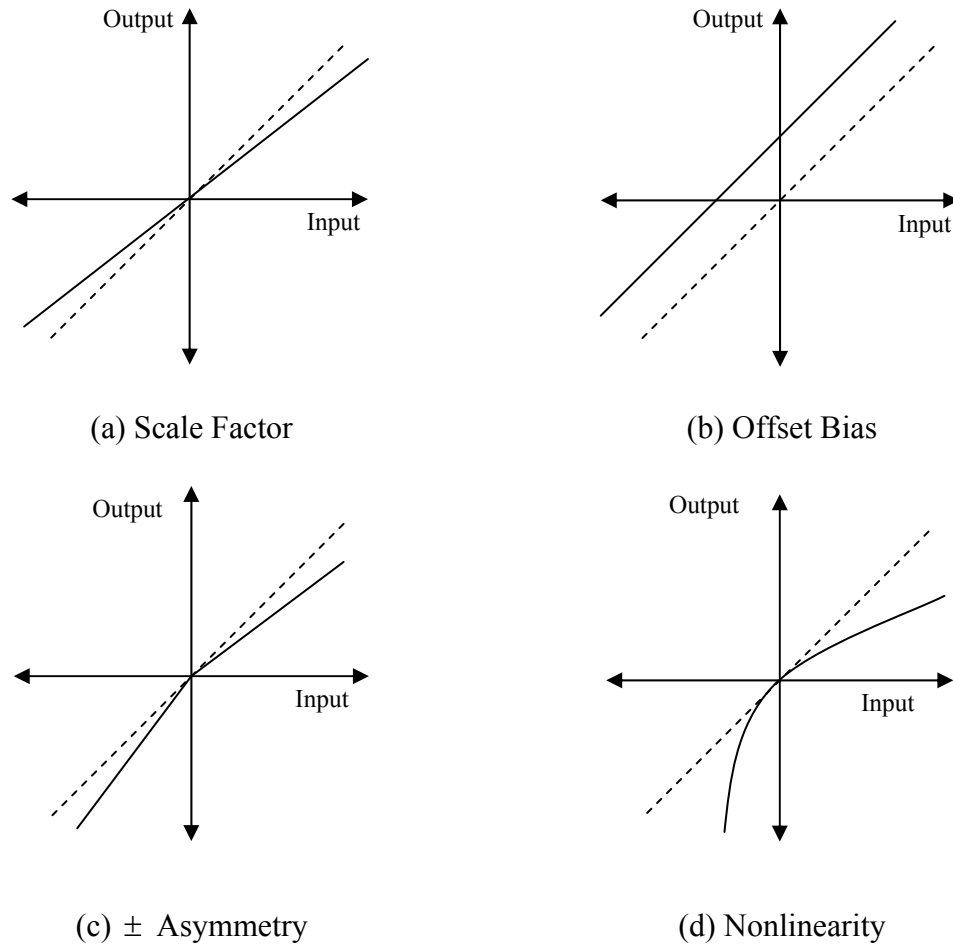 Output
Input
(a) Scale Factor
Output
Input
(b) Offset Bias
Output
Input
(c) ± Asymmetry
Output
Input
(d) Nonlinearity